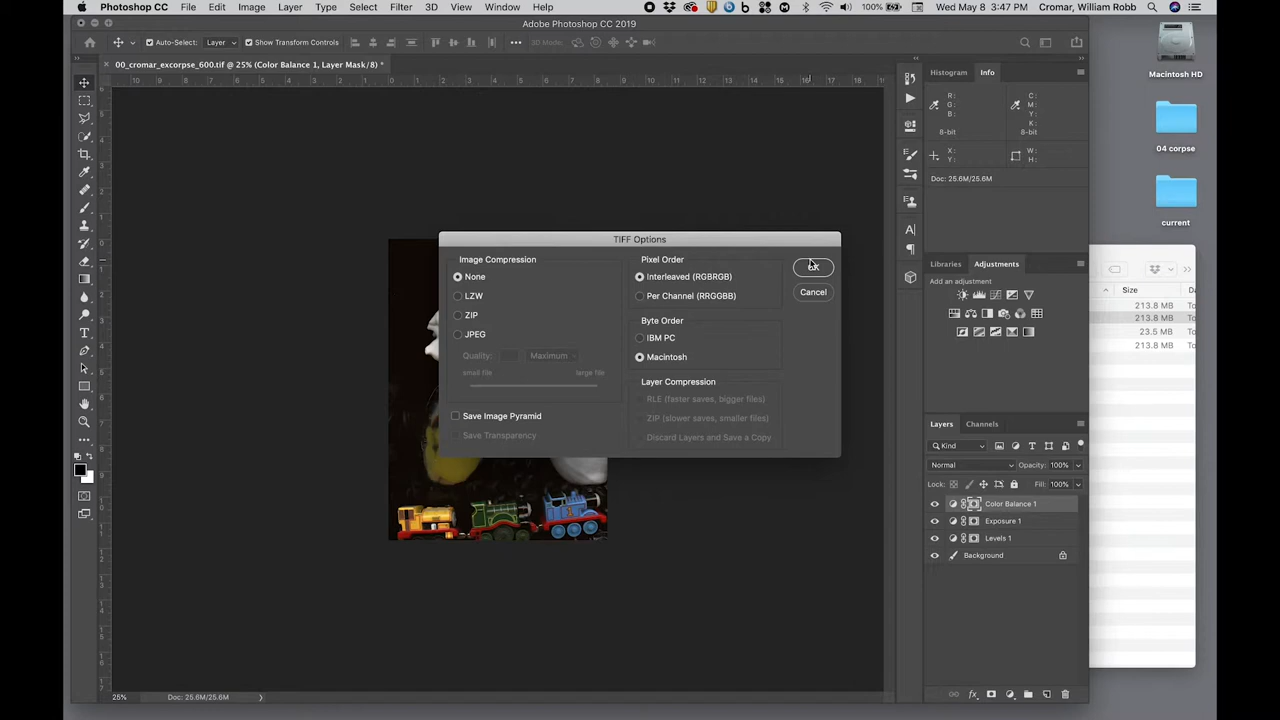 Photoshop CC File Edit Image Layer Type Select Filter 3D View Window Help 100% Wed May 8 3:47 PM Cromar, William Robb
Adobe Photoshop CC 2019
Auto-Select: Layer Show Transform Controls 3D Mode:
00_cromar_excorpse_600.tif @ 25% (Color Balance 1, Layer Mask/8) *
Histogram Info
R: G: B: 8-bit C: M: Y: K: 8-bit
X: Y: W: H:
Doc: 25.6M/25.6M
Macintosh HD
04 corpse
current
TIFF Options
Image Compression
None
LZW
ZIP
JPEG
Quality: Maximum
small file large file
Save Image Pyramid
Save Transparency
Pixel Order
Interleaved (RGBRGB)
Per Channel (RRGGBB)
Byte Order
IBM PC
Macintosh
Layer Compression
RLE (faster saves, bigger files)
ZIP (slower saves, smaller files)
Discard Layers and Save a Copy
OK
Cancel
Libraries Adjustments
Add an adjustment
Layers Channels
Kind
Normal Opacity: 100%
Lock: Fill: 100%
Color Balance 1
Exposure 1
Levels 1
Background
Size
213.8 MB
213.8 MB
23.5 MB
213.8 MB
25% Doc: 25.6M/25.6M